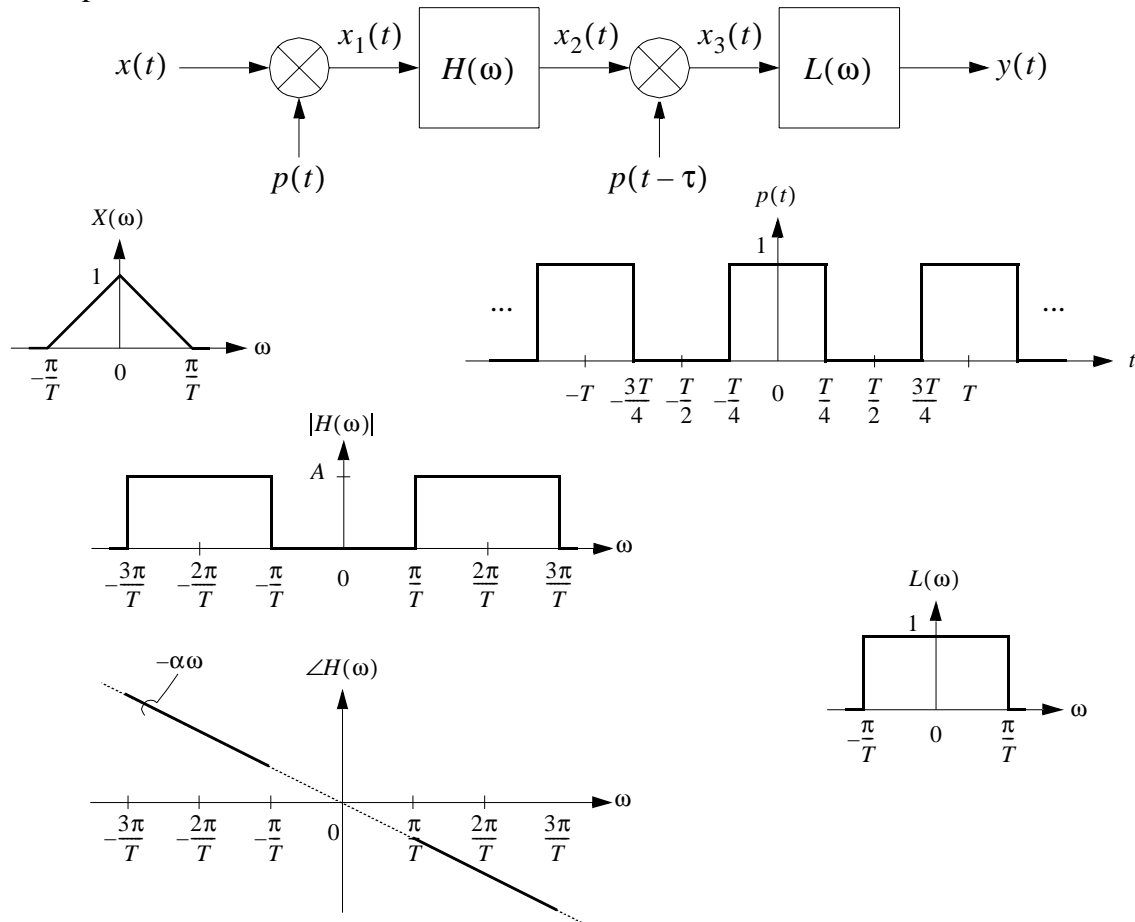 x(t) x₁(t) H(ω) x₂(t) x₃(t) L(ω) y(t)
p(t) p(t – τ)
X(ω)
1
–π/T 0 π/T ω
p(t)
1
... ...
–T –3T/4 –T/2 –T/4 0 T/4 T/2 3T/4 T t
|H(ω)|
A
–3π/T –2π/T –π/T 0 π/T 2π/T 3π/T ω
L(ω)
1
–π/T 0 π/T ω
–αω
∠H(ω)
–3π/T –2π/T –π/T 0 π/T 2π/T 3π/T ω